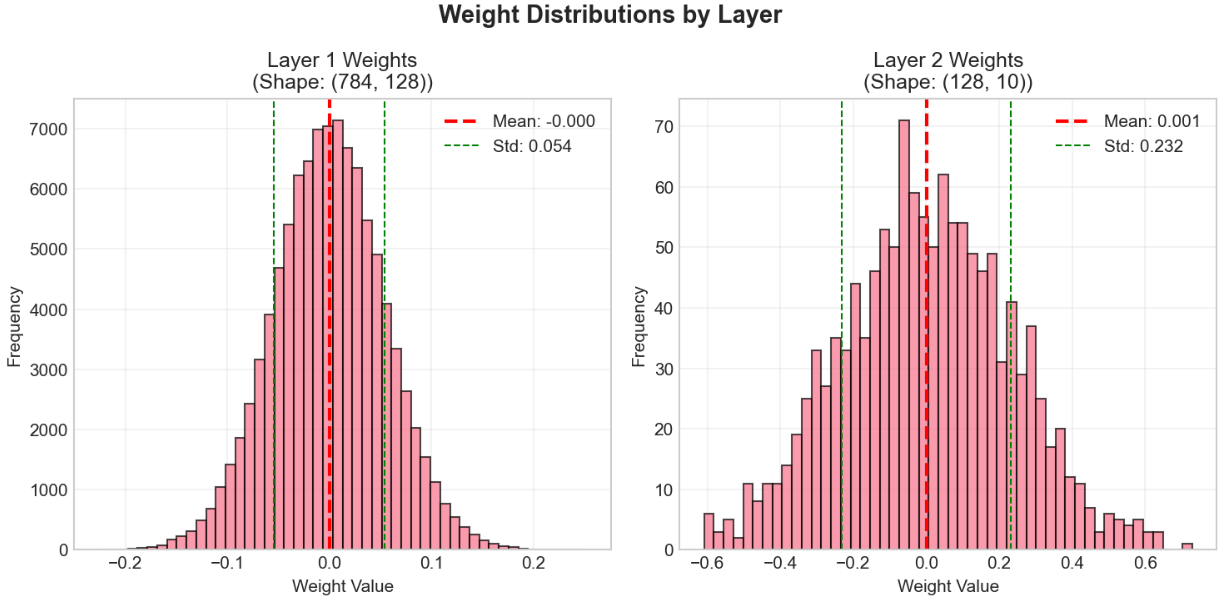 Weight Distributions by Layer
Layer 1 Weights
(Shape: (784, 128))
Mean: -0.000
Std: 0.054
Frequency
7000
6000
5000
4000
3000
2000
1000
0
−0.2
−0.1
0.0
0.1
0.2
Weight Value
Layer 2 Weights
(Shape: (128, 10))
Mean: 0.001
Std: 0.232
Frequency
70
60
50
40
30
20
10
0
−0.6
−0.4
−0.2
0.0
0.2
0.4
0.6
Weight Value